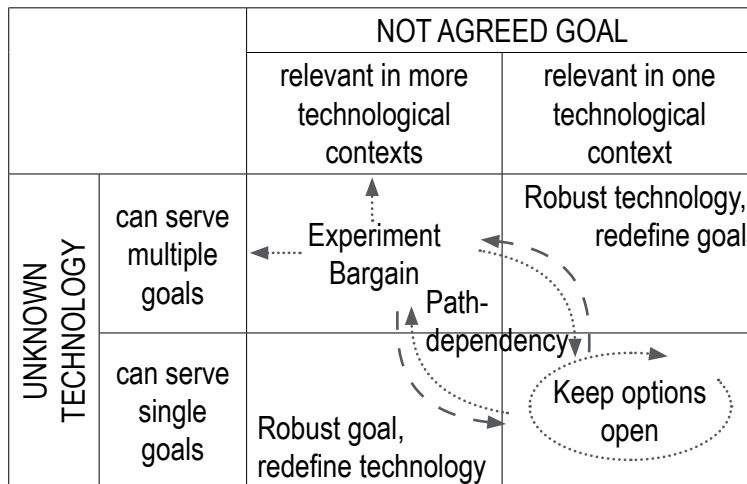 NOT AGREED GOAL
relevant in more
technological
contexts
relevant in one
technological
context
UNKNOWN
TECHNOLOGY
can serve
multiple
goals
Experiment
Bargain
Robust technology,
redefine goal
Path-
dependency
can serve
single
goals
Robust goal,
redefine technology
Keep options
open